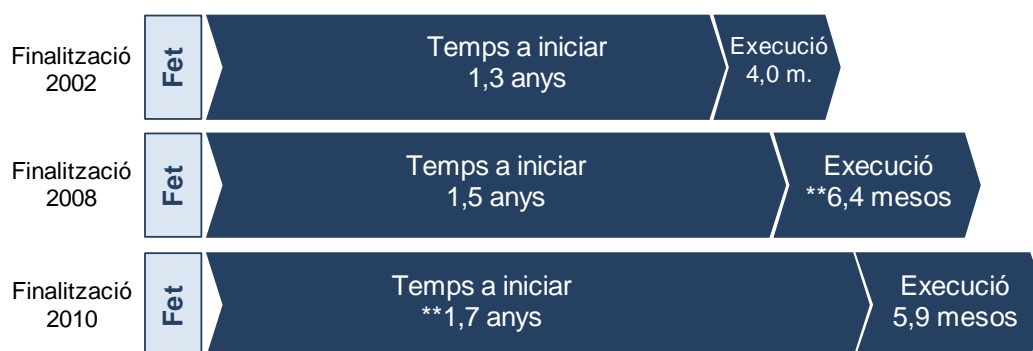 Finalització
2002
Fet
Temps a iniciar
1,3 anys
Execució
4,0 m.
Finalització
2008
Fet
Temps a iniciar
1,5 anys
Execució
**6,4 mesos
Finalització
2010
Fet
Temps a iniciar
**1,7 anys
Execució
5,9 mesos